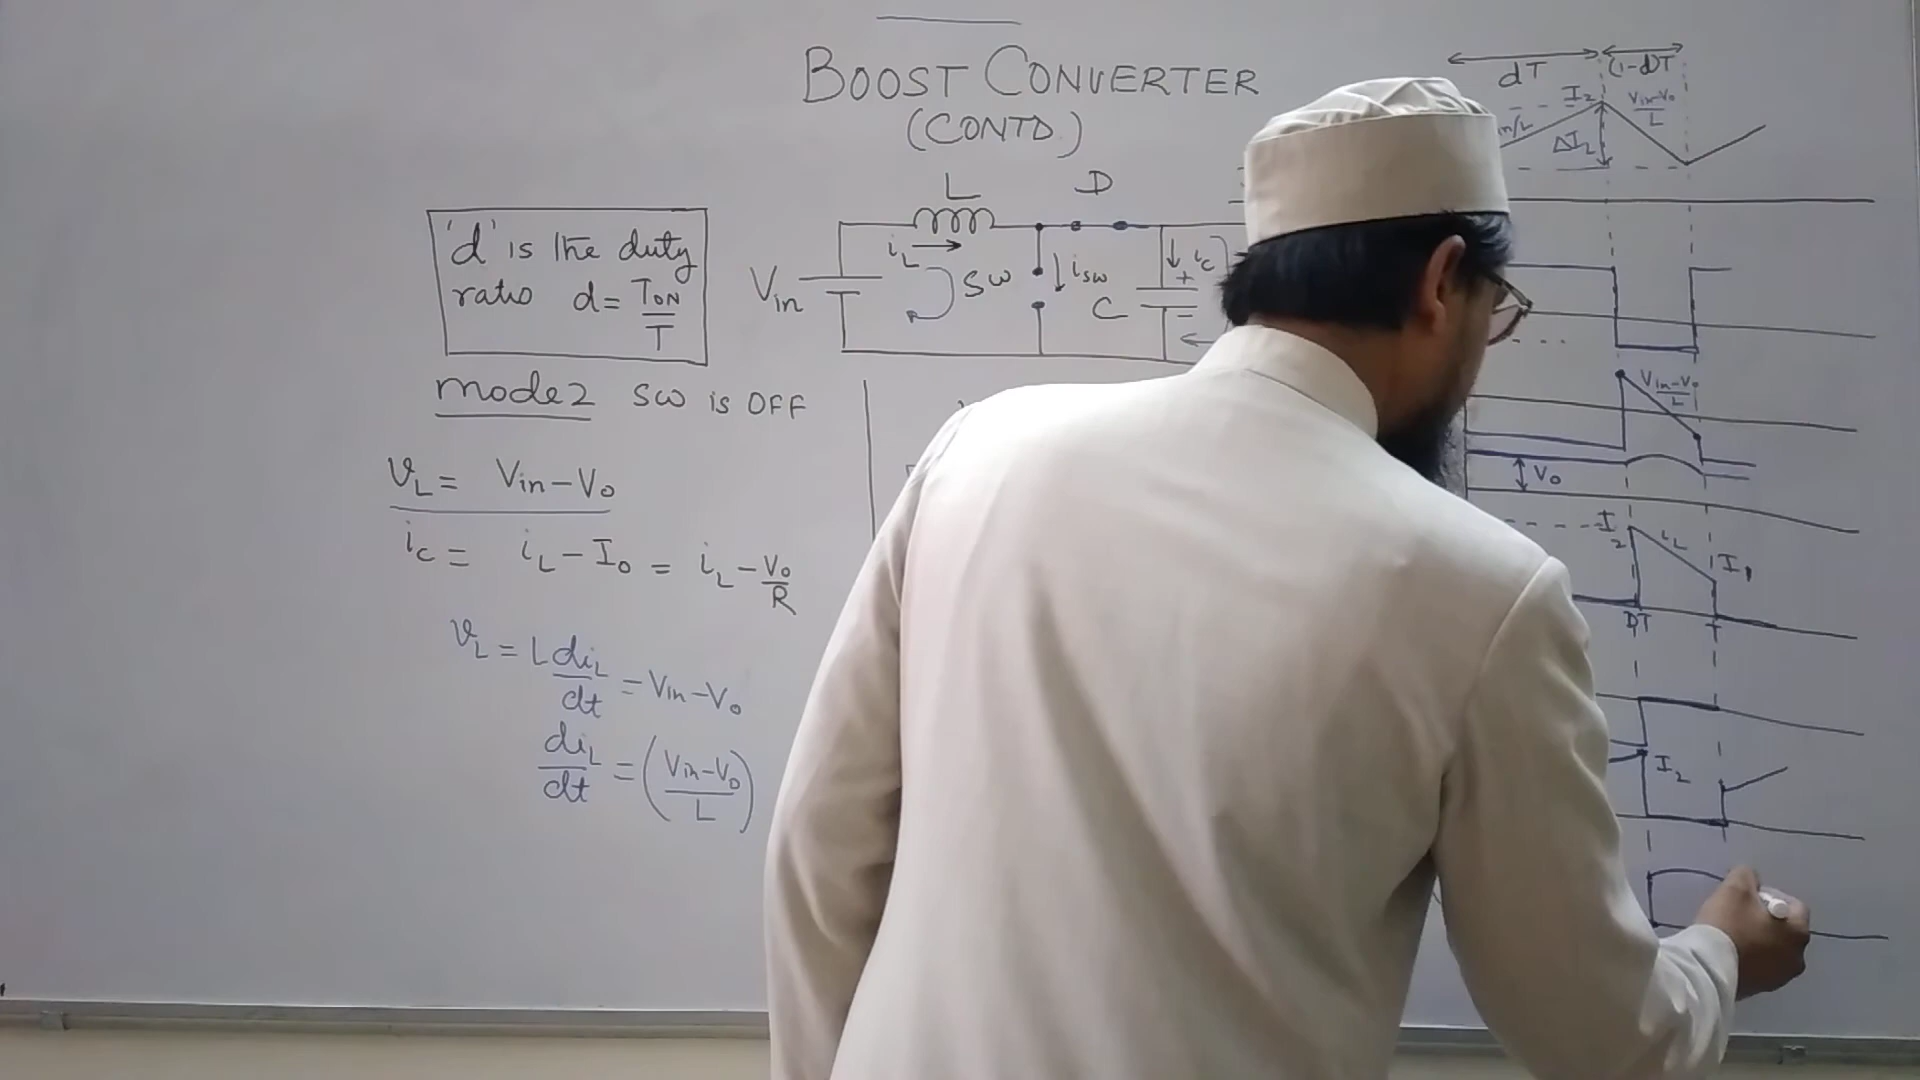 BOOST CONVERTER
(CONTD.)
'd' is the duty
ratio d = TON/T
mode2 SW is OFF
vL = Vin-Vo
ic = iL - Io = iL - Vo/R
vL = L diL/dt = Vin-Vo
diL/dt = (Vin-Vo/L)
L
D
iL
Vin
SW
isw
C
ic
+
dT
(1-d)T
I2
in/L
ΔIL
Vin-Vo/L
Vin-Vo/L
Vo
I2
iL
I1
DT
T
I2